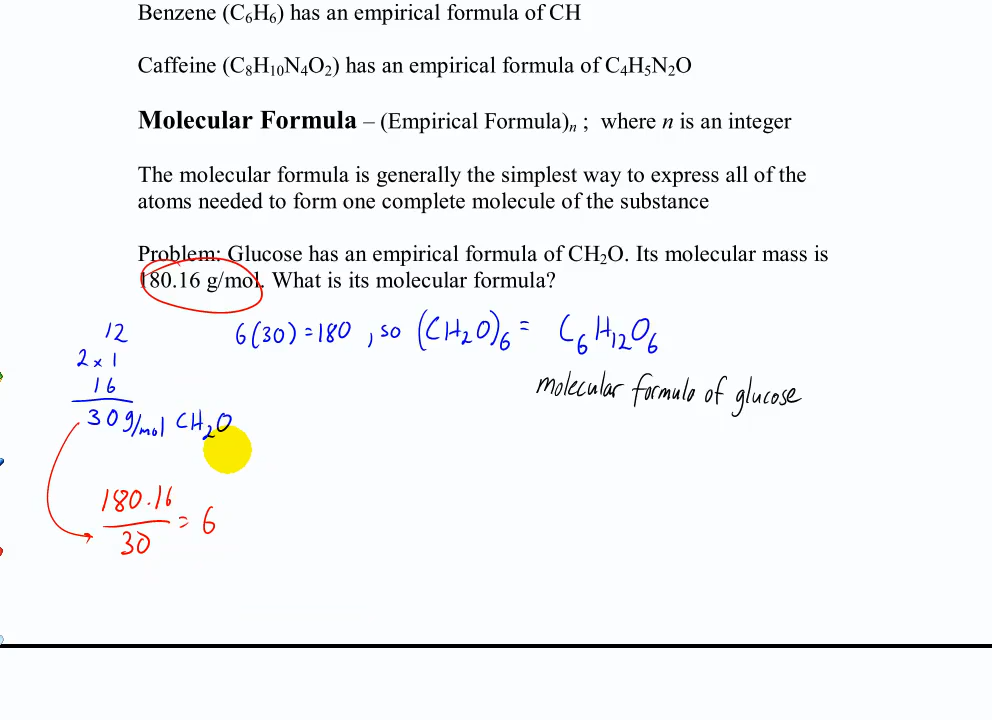 Benzene (C₆H₆) has an empirical formula of CH
Caffeine (C₈H₁₀N₄O₂) has an empirical formula of C₄H₅N₂O
Molecular Formula – (Empirical Formula)ₙ ; where n is an integer
The molecular formula is generally the simplest way to express all of the
atoms needed to form one complete molecule of the substance
Problem: Glucose has an empirical formula of CH₂O. Its molecular mass is
180.16 g/mol. What is its molecular formula?
6(30)=180 , so (CH₂O)₆ = C₆H₁₂O₆
molecular formula of glucose
12
2 x 1
16
30 g/mol CH₂O
180.16
30
= 6